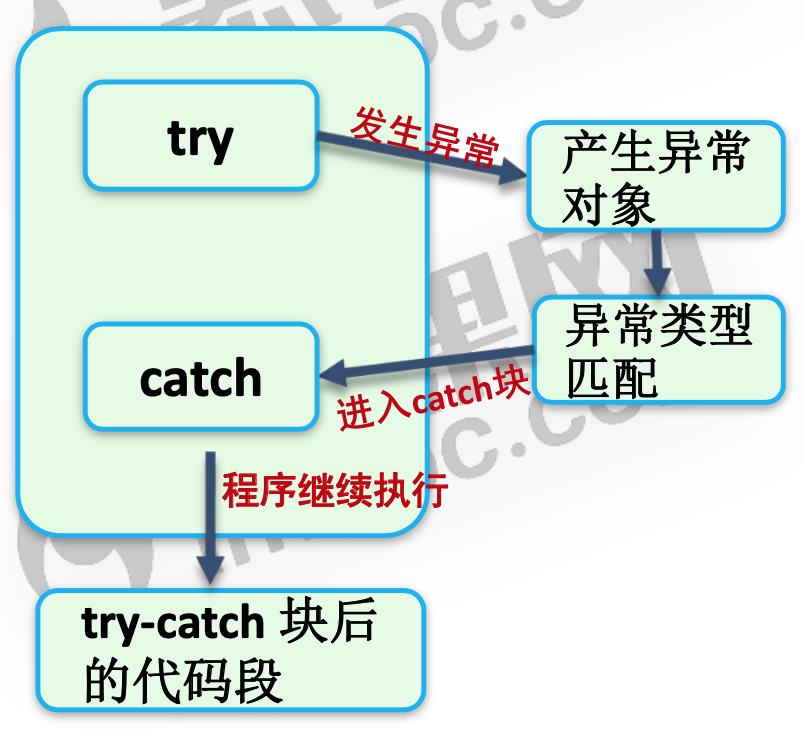 try
发生异常
产生异常
对象
异常类型
匹配
catch
进入catch块
程序继续执行
try-catch 块后
的代码段